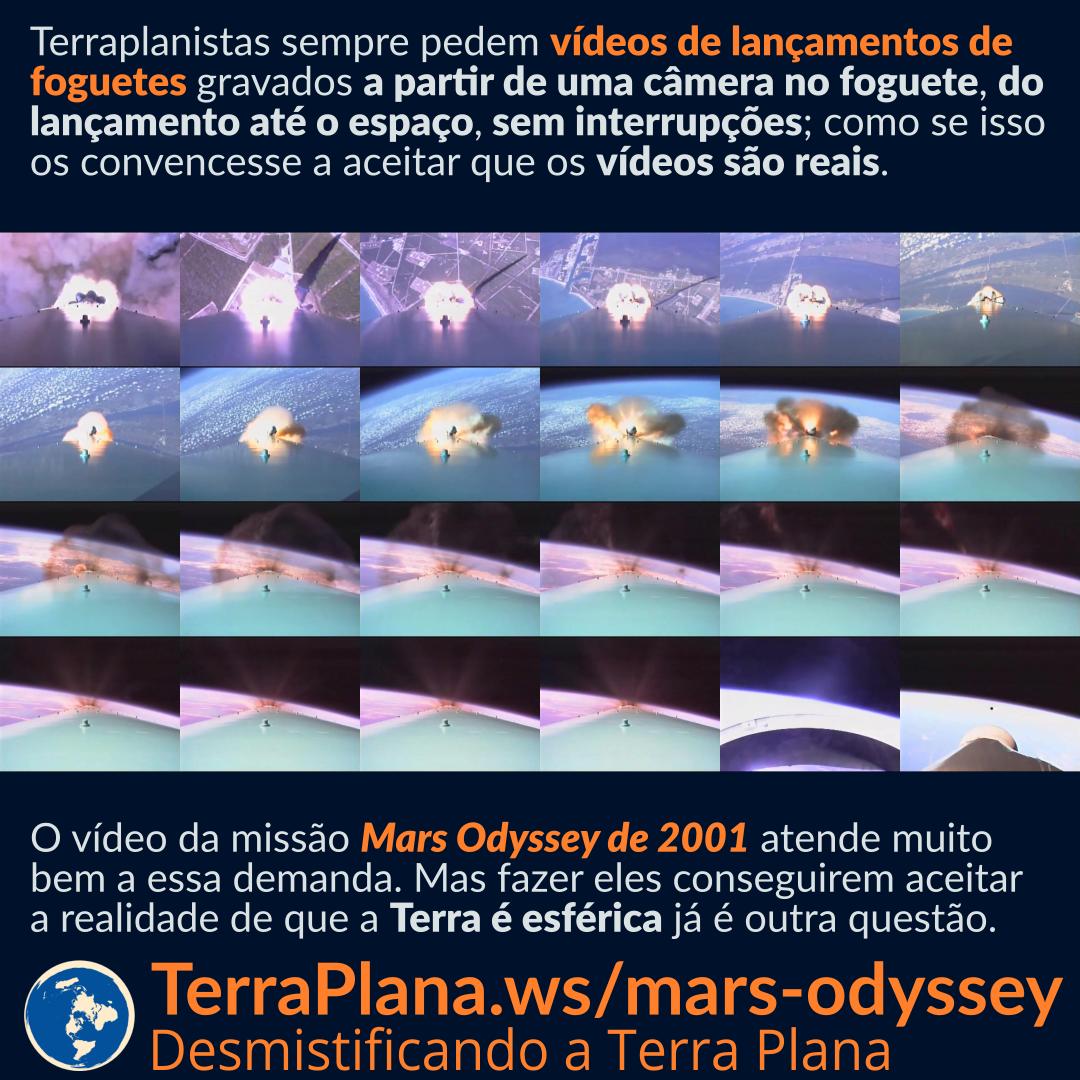 Terraplanistas sempre pedem vídeos de lançamentos de
foguetes gravados a partir de uma câmera no foguete, do
lançamento até o espaço, sem interrupções; como se isso
os convencesse a aceitar que os vídeos são reais.
O vídeo da missão Mars Odyssey de 2001 atende muito
bem a essa demanda. Mas fazer eles conseguirem aceitar
a realidade de que a Terra é esférica já é outra questão.
TerraPlana.ws/mars-odyssey
Desmistificando a Terra Plana